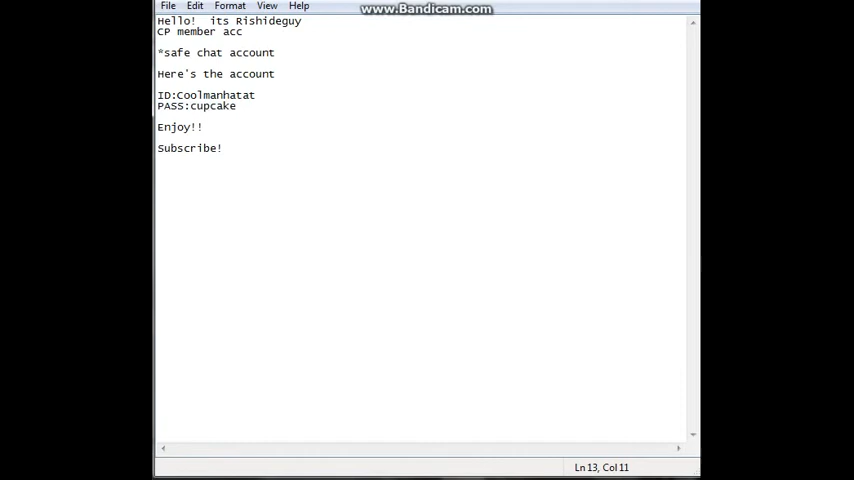 www.Bandicam.com
File Edit Format View Help
Hello!  its Rishideguy
CP member acc
*safe chat account
Here's the account
ID:Coolmanhatat
PASS:cupcake
Enjoy!!
Subscribe!
Ln 13, Col 11